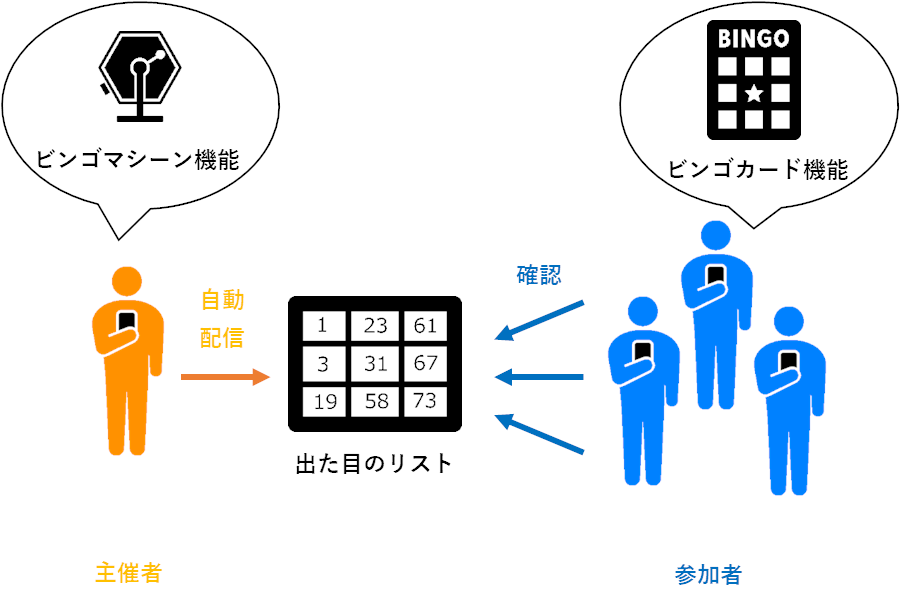 BINGO
ビンゴマシーン機能
ビンゴカード機能
確認
自動
配信
1 23 61
3 31 67
19 58 73
出た目のリスト
主催者
参加者